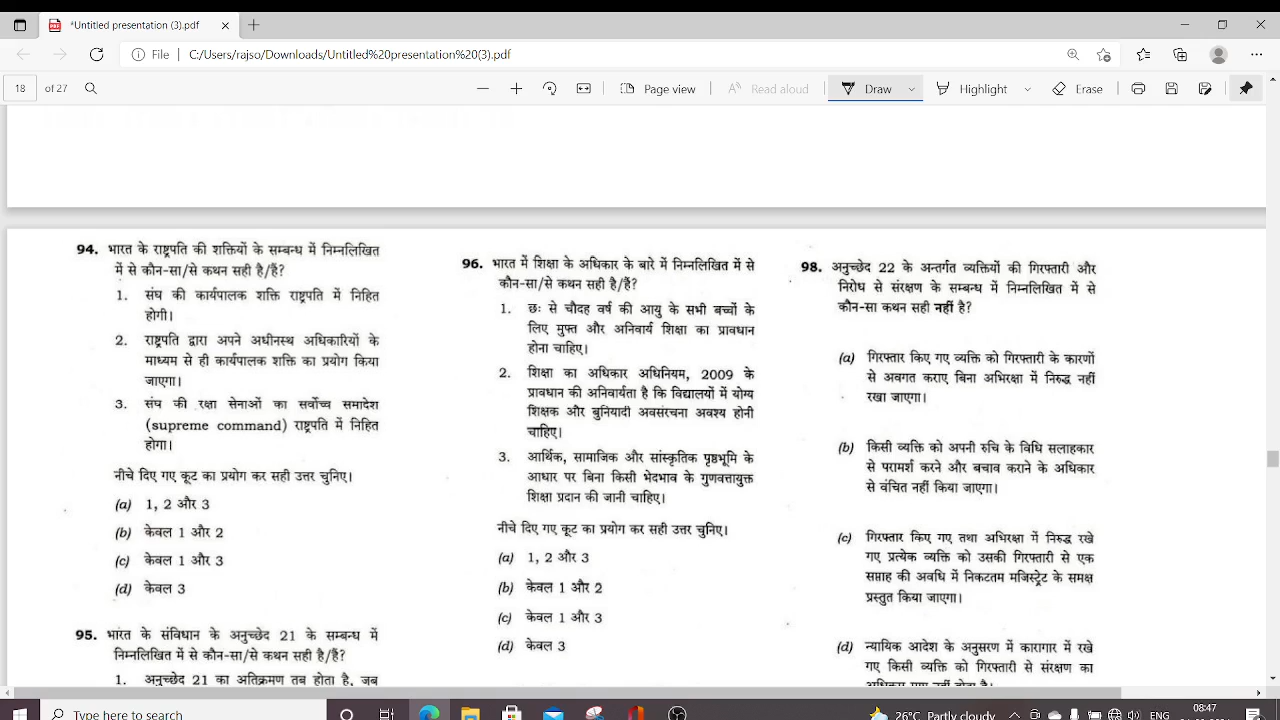 *Untitled presentation (3).pdf
File
C:/Users/rajso/Downloads/Untitled%20presentation%20(3).pdf
18
of 27
Page view
Read aloud
Draw
Highlight
Erase
94. भारत के राष्ट्रपति की शक्तियों के सम्बन्ध में निम्नलिखित
में से कौन-सा/से कथन सही है/हैं?
1. संघ की कार्यपालक शक्ति राष्ट्रपति में निहित
होगी।
2. राष्ट्रपति द्वारा अपने अधीनस्थ अधिकारियों के
माध्यम से ही कार्यपालक शक्ति का प्रयोग किया
जाएगा।
3. संघ की रक्षा सेनाओं का सर्वोच्च समादेश
(supreme command) राष्ट्रपति में निहित
होगा।
नीचे दिए गए कूट का प्रयोग कर सही उत्तर चुनिए।
(a) 1, 2 और 3
(b) केवल 1 और 2
(c) केवल 1 और 3
(d) केवल 3
95. भारत के संविधान के अनुच्छेद 21 के सम्बन्ध में
निम्नलिखित में से कौन-सा/से कथन सही है/हैं?
1. अनुच्छेद 21 का अतिक्रमण तब होता है, जब
96. भारत में शिक्षा के अधिकार के बारे में निम्नलिखित में से
कौन-सा/से कथन सही है/हैं?
1. छः से चौदह वर्ष की आयु के सभी बच्चों के
लिए मुफ्त और अनिवार्य शिक्षा का प्रावधान
होना चाहिए।
2. शिक्षा का अधिकार अधिनियम, 2009 के
प्रावधान की अनिवार्यता है कि विद्यालयों में योग्य
शिक्षक और बुनियादी अवसंरचना अवश्य होनी
चाहिए।
3. आर्थिक, सामाजिक और सांस्कृतिक पृष्ठभूमि के
आधार पर बिना किसी भेदभाव के गुणवत्तायुक्त
शिक्षा प्रदान की जानी चाहिए।
नीचे दिए गए कूट का प्रयोग कर सही उत्तर चुनिए।
(a) 1, 2 और 3
(b) केवल 1 और 2
(c) केवल 1 और 3
(d) केवल 3
98. अनुच्छेद 22 के अन्तर्गत व्यक्तियों की गिरफ्तारी और
निरोध से संरक्षण के सम्बन्ध में निम्नलिखित में से
कौन-सा कथन सही नहीं है?
(a) गिरफ्तार किए गए व्यक्ति को गिरफ्तारी के कारणों
से अवगत कराए बिना अभिरक्षा में निरुद्ध नहीं
रखा जाएगा।
(b) किसी व्यक्ति को अपनी रुचि के विधि सलाहकार
से परामर्श करने और बचाव कराने के अधिकार
से वंचित नहीं किया जाएगा।
(c) गिरफ्तार किए गए तथा अभिरक्षा में निरुद्ध रखे
गए प्रत्येक व्यक्ति को उसकी गिरफ्तारी से एक
सप्ताह की अवधि में निकटतम मजिस्ट्रेट के समक्ष
प्रस्तुत किया जाएगा।
(d) न्यायिक आदेश के अनुसरण में कारागार में रखे
गए किसी व्यक्ति को गिरफ्तारी से संरक्षण का
Type here to search
26°C Partly cloudy
ENG
08:47